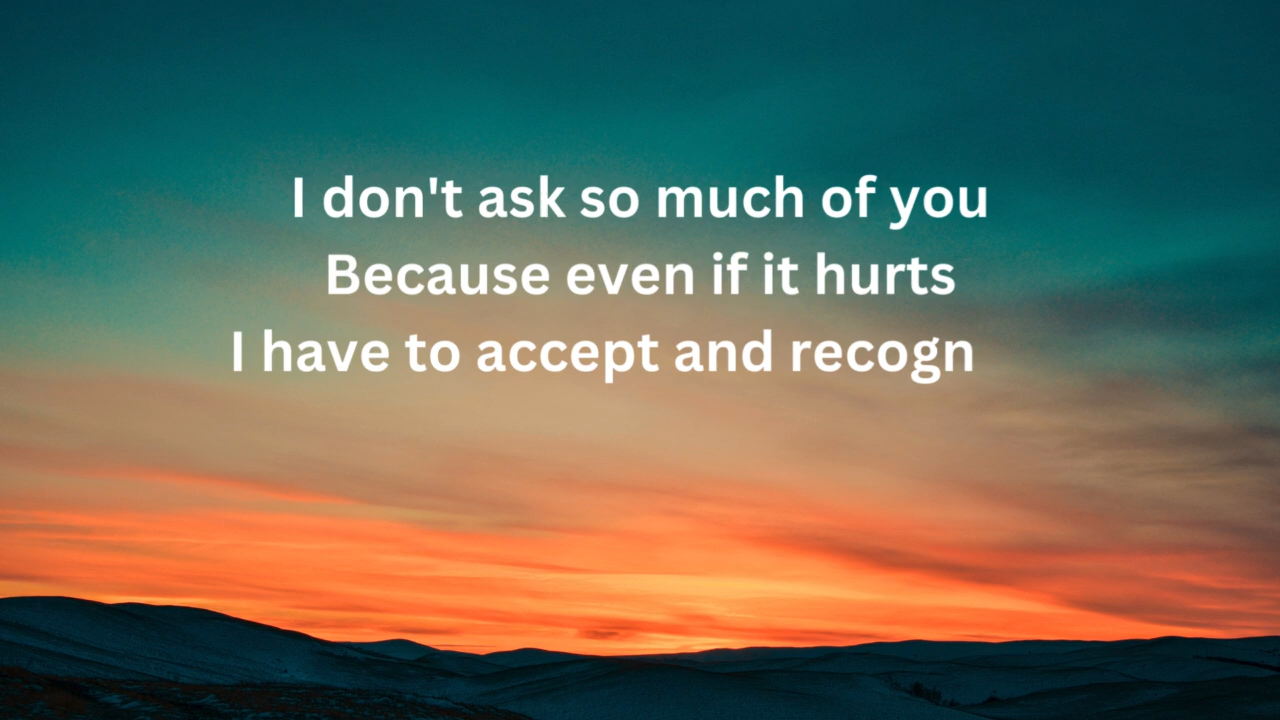 I don't ask so much of you
Because even if it hurts
I have to accept and recogn